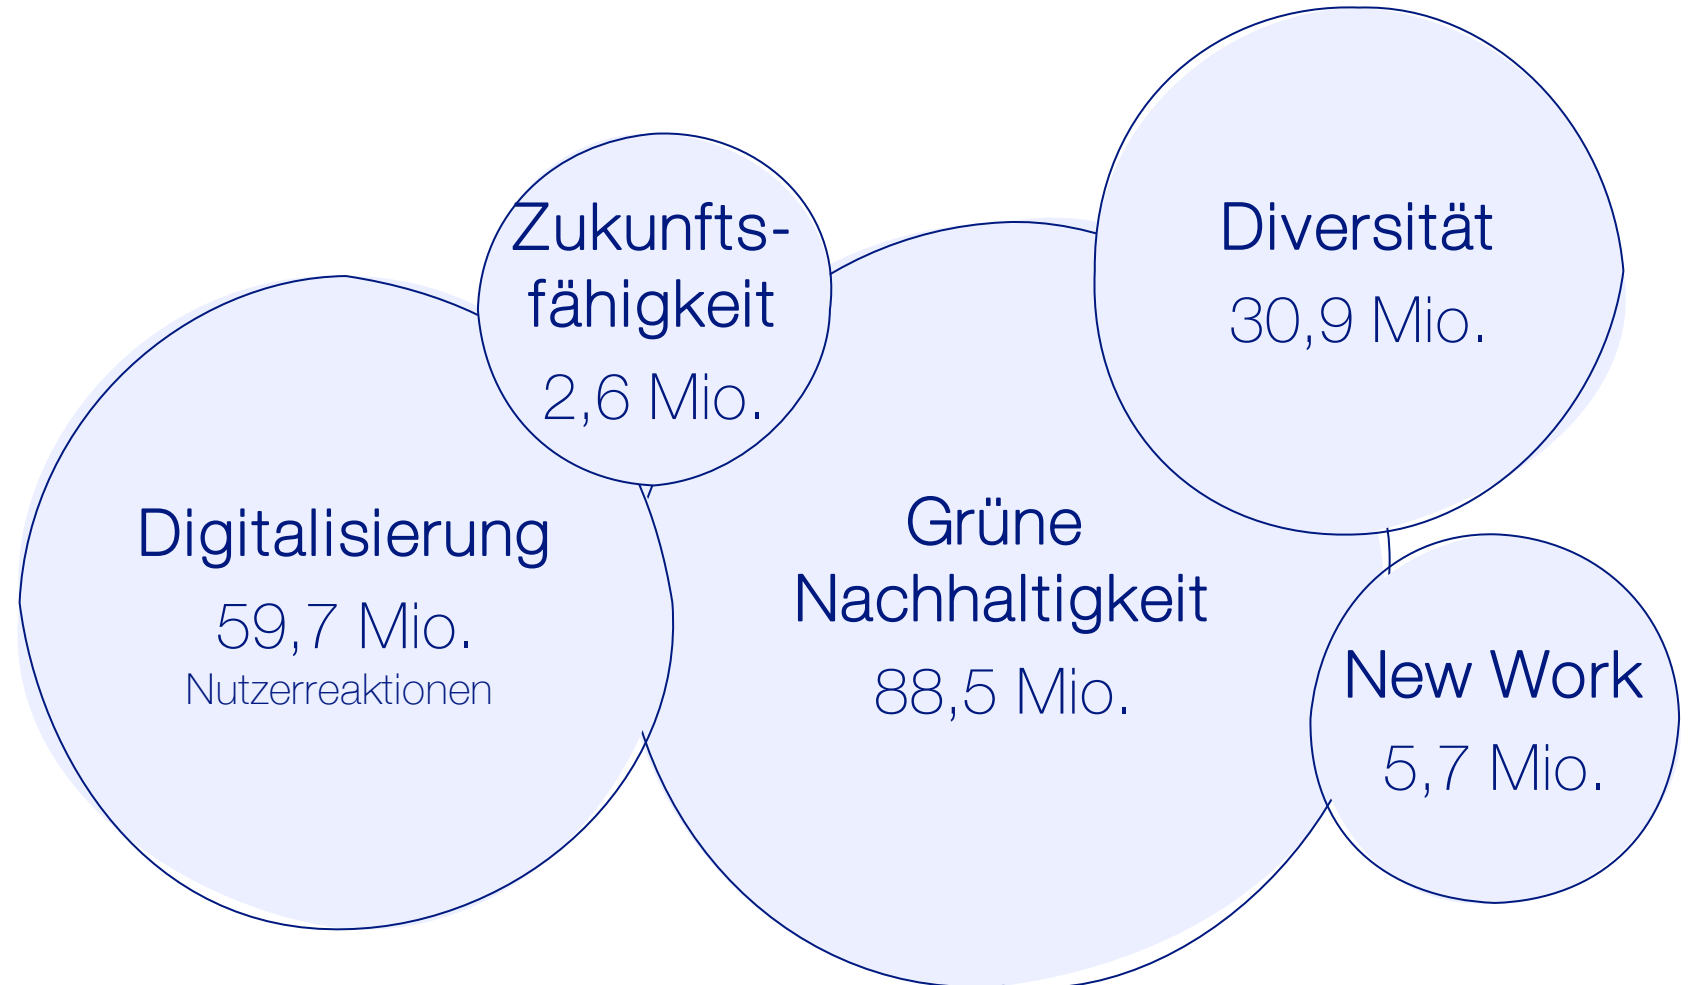 Zukunfts-
fähigkeit
2,6 Mio.
Diversität
30,9 Mio.
Digitalisierung
59,7 Mio.
Nutzerreaktionen
Grüne
Nachhaltigkeit
88,5 Mio.
New Work
5,7 Mio.